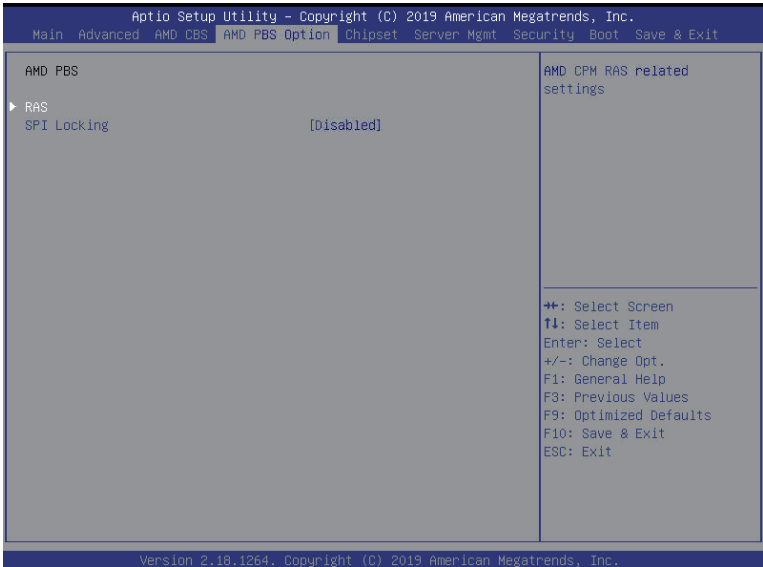 Aptio Setup Utility – Copyright (C) 2019 American Megatrends, Inc.
Main Advanced AMD CBS AMD PBS Option Chipset Server Mgmt Security Boot Save & Exit
AMD PBS
RAS
SPI Locking [Disabled]
AMD CPM RAS related
settings
→←: Select Screen
↑↓: Select Item
Enter: Select
+/-: Change Opt.
F1: General Help
F3: Previous Values
F9: Optimized Defaults
F10: Save & Exit
ESC: Exit
Version 2.18.1264. Copyright (C) 2019 American Megatrends, Inc.